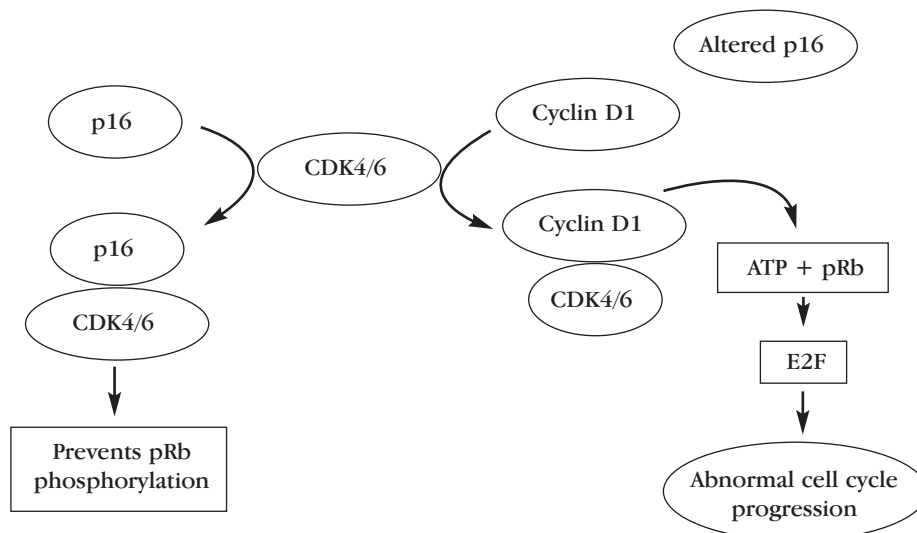 Altered p16
p16
CDK4/6
Cyclin D1
p16
CDK4/6
Cyclin D1
CDK4/6
ATP + pRb
E2F
Prevents pRb
phosphorylation
Abnormal cell cycle
progression